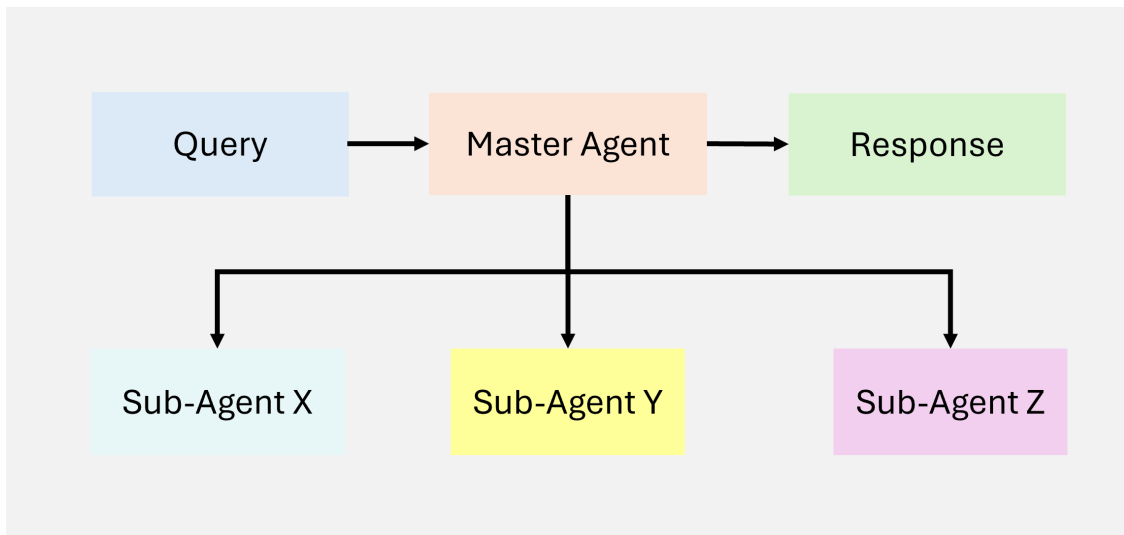 Query
Master Agent
Response
Sub-Agent X
Sub-Agent Y
Sub-Agent Z